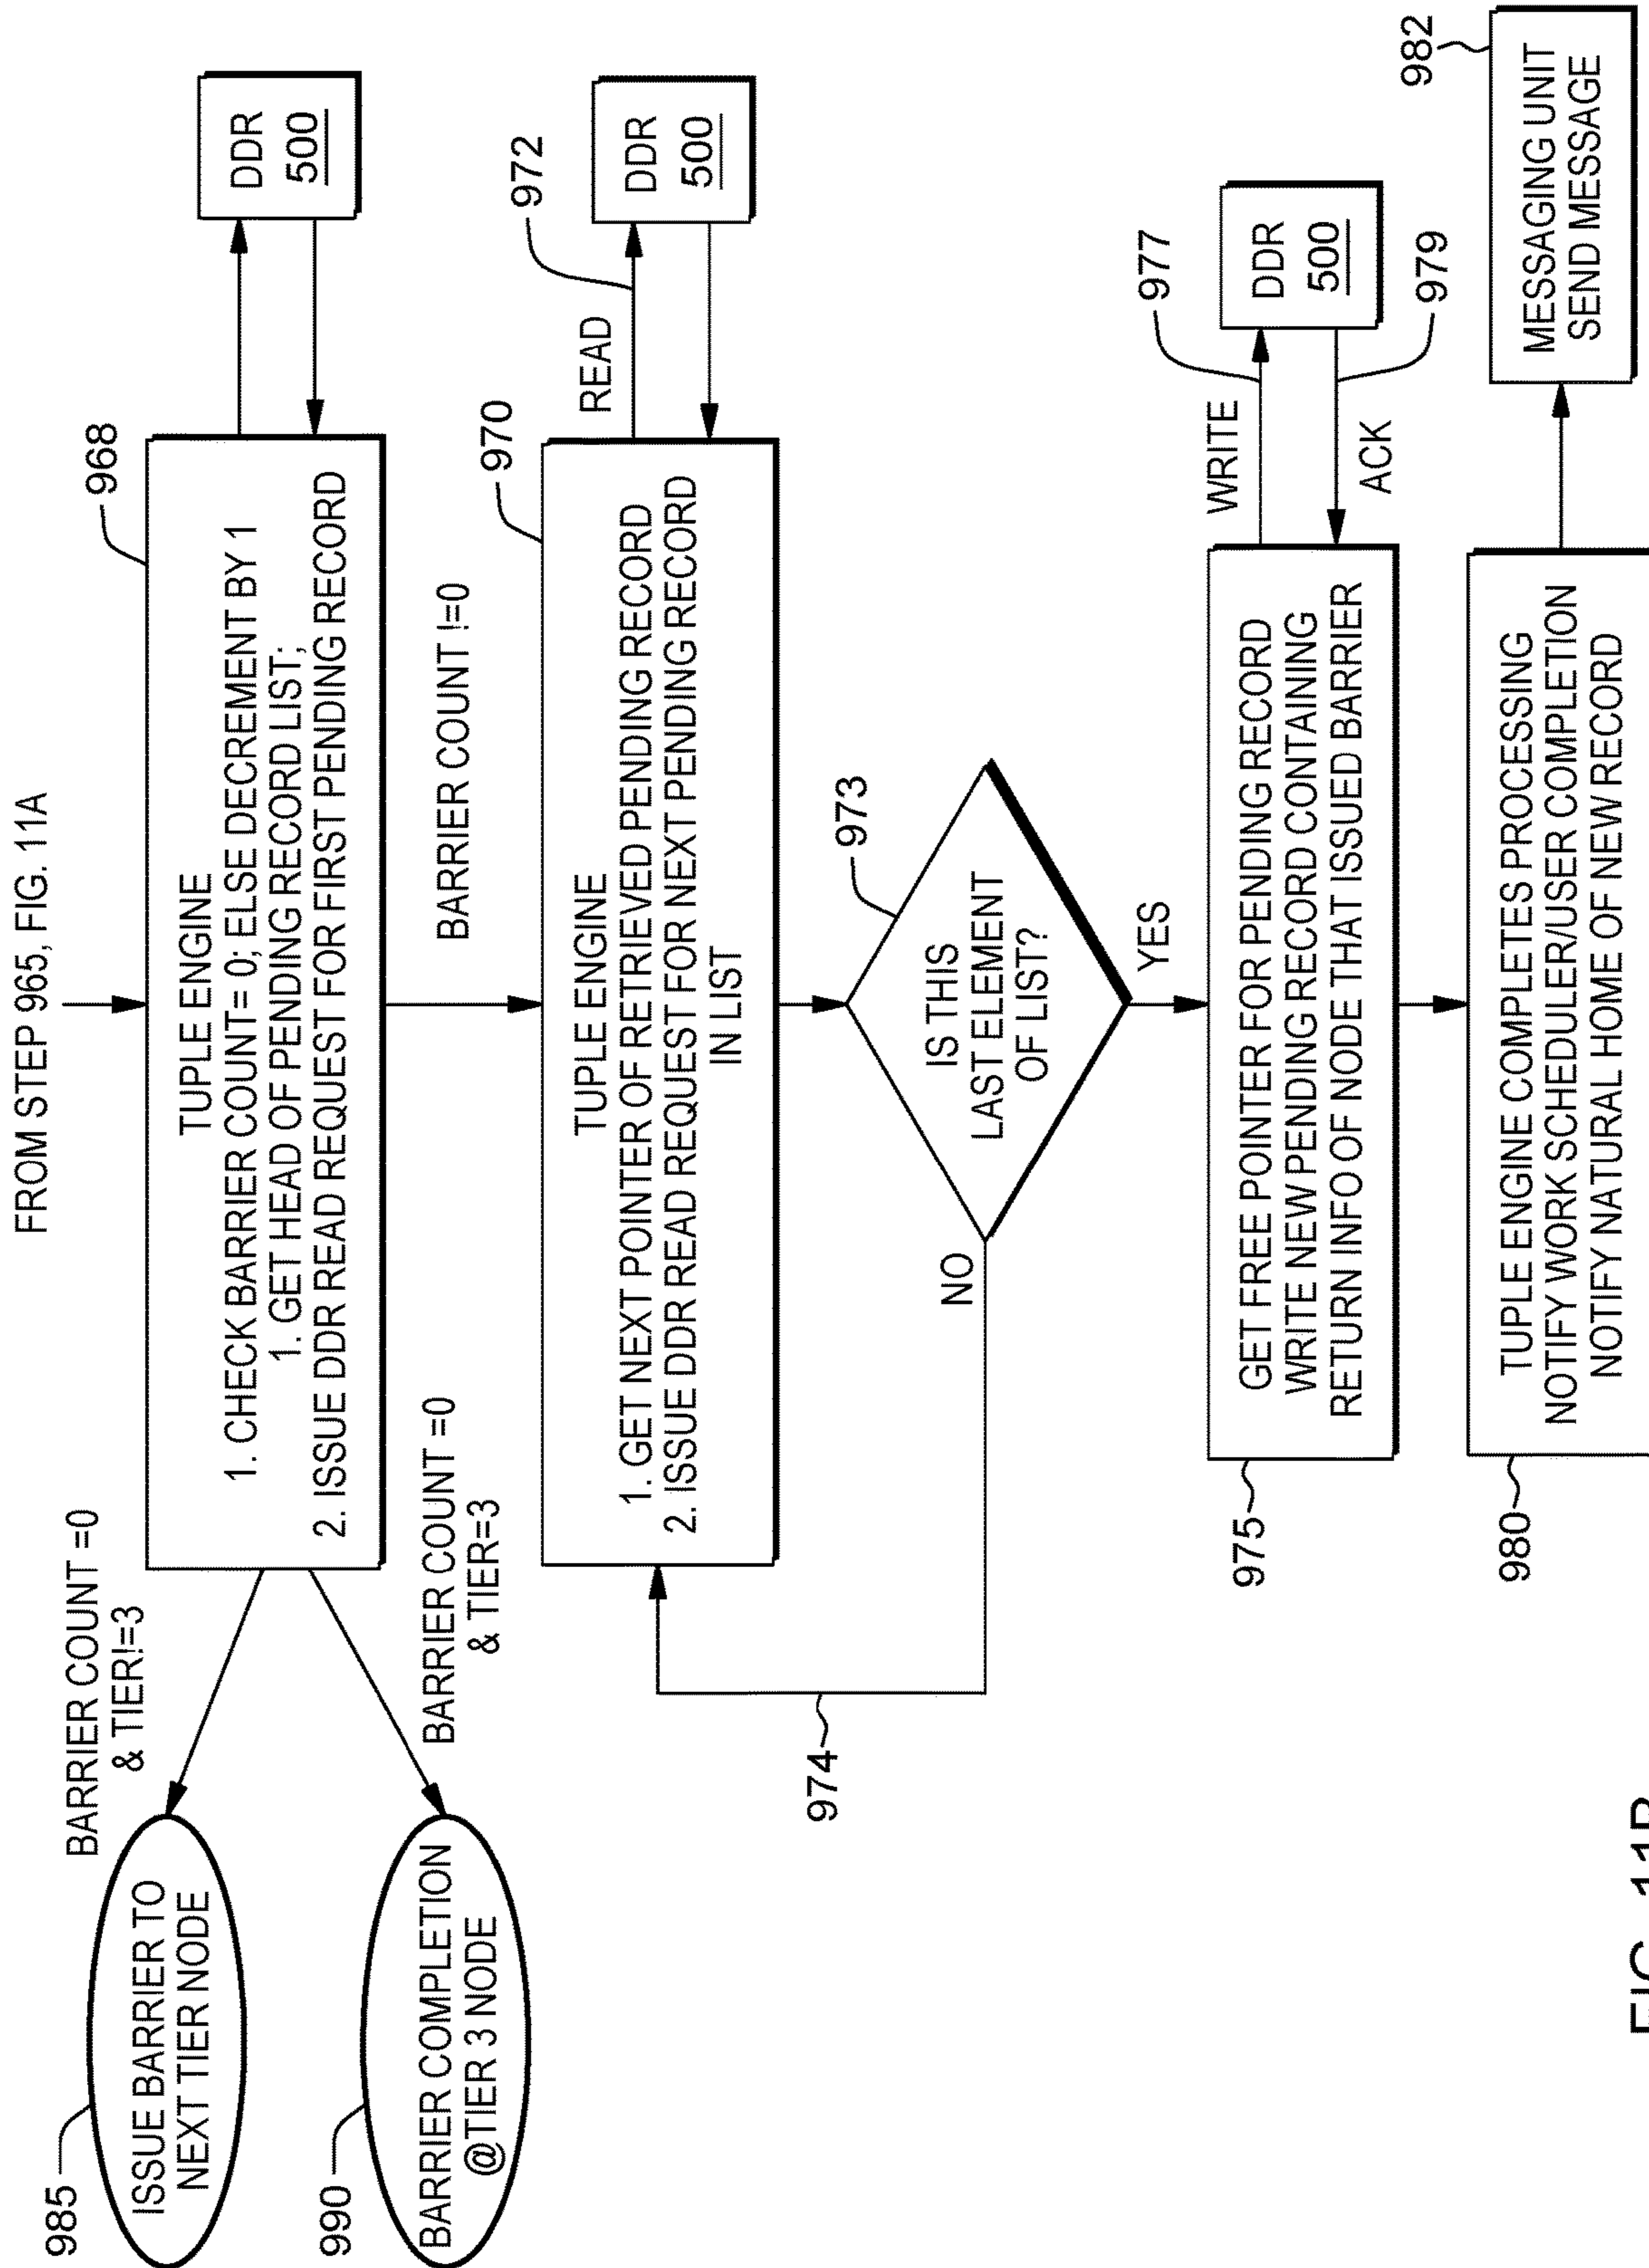 FROM STEP 965, FIG. 11A
968
TUPLE ENGINE
1. CHECK BARRIER COUNT= 0; ELSE DECREMENT BY 1
1. GET HEAD OF PENDING RECORD LIST;
2. ISSUE DDR READ REQUEST FOR FIRST PENDING RECORD
DDR
500
BARRIER COUNT =0
& TIER!=3
985
ISSUE BARRIER TO
NEXT TIER NODE
BARRIER COUNT =0
& TIER=3
990
BARRIER COMPLETION
@TIER 3 NODE
BARRIER COUNT !=0
970
TUPLE ENGINE
1. GET NEXT POINTER OF RETRIEVED PENDING RECORD
2. ISSUE DDR READ REQUEST FOR NEXT PENDING RECORD
IN LIST
READ
972
DDR
500
973
IS THIS
LAST ELEMENT
OF LIST?
NO
974
YES
975
GET FREE POINTER FOR PENDING RECORD
WRITE NEW PENDING RECORD CONTAINING
RETURN INFO OF NODE THAT ISSUED BARRIER
WRITE
977
DDR
500
ACK
979
980
TUPLE ENGINE COMPLETES PROCESSING
NOTIFY WORK SCHEDULER/USER COMPLETION
NOTIFY NATURAL HOME OF NEW RECORD
982
MESSAGING UNIT
SEND MESSAGE
FIG. 11B